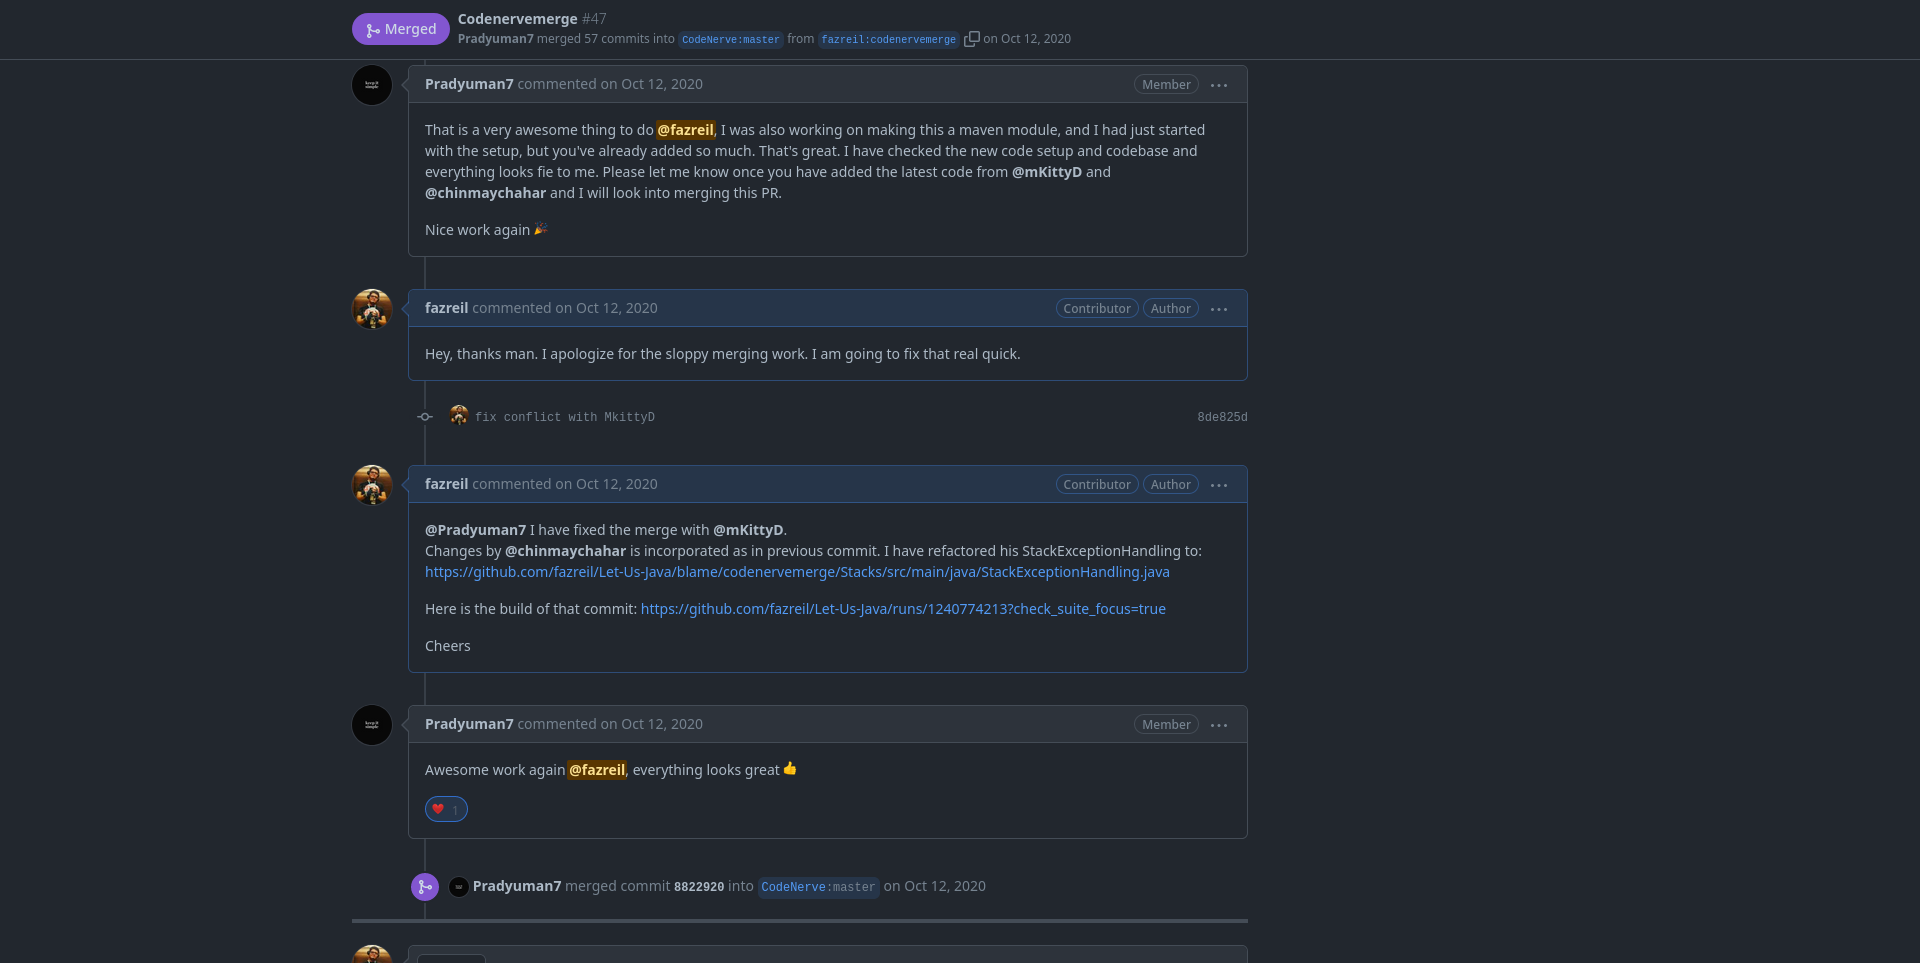 Merged
Codenervemerge #47
Pradyuman7 merged 57 commits into CodeNerve:master from fazreil:codenervemerge on Oct 12, 2020
Pradyuman7 commented on Oct 12, 2020
Member
That is a very awesome thing to do @fazreil, I was also working on making this a maven module, and I had just started
with the setup, but you've already added so much. That's great. I have checked the new code setup and codebase and
everything looks fie to me. Please let me know once you have added the latest code from @mKittyD and
@chinmaychahar and I will look into merging this PR.
Nice work again 🎉
fazreil commented on Oct 12, 2020
Contributor Author
Hey, thanks man. I apologize for the sloppy merging work. I am going to fix that real quick.
fix conflict with MkittyD
8de825d
fazreil commented on Oct 12, 2020
Contributor Author
@Pradyuman7 I have fixed the merge with @mKittyD.
Changes by @chinmaychahar is incorporated as in previous commit. I have refactored his StackExceptionHandling to:
https://github.com/fazreil/Let-Us-Java/blame/codenervemerge/Stacks/src/main/java/StackExceptionHandling.java
Here is the build of that commit: https://github.com/fazreil/Let-Us-Java/runs/1240774213?check_suite_focus=true
Cheers
Pradyuman7 commented on Oct 12, 2020
Member
Awesome work again @fazreil, everything looks great 👍
❤️ 1
Pradyuman7 merged commit 8822920 into CodeNerve:master on Oct 12, 2020